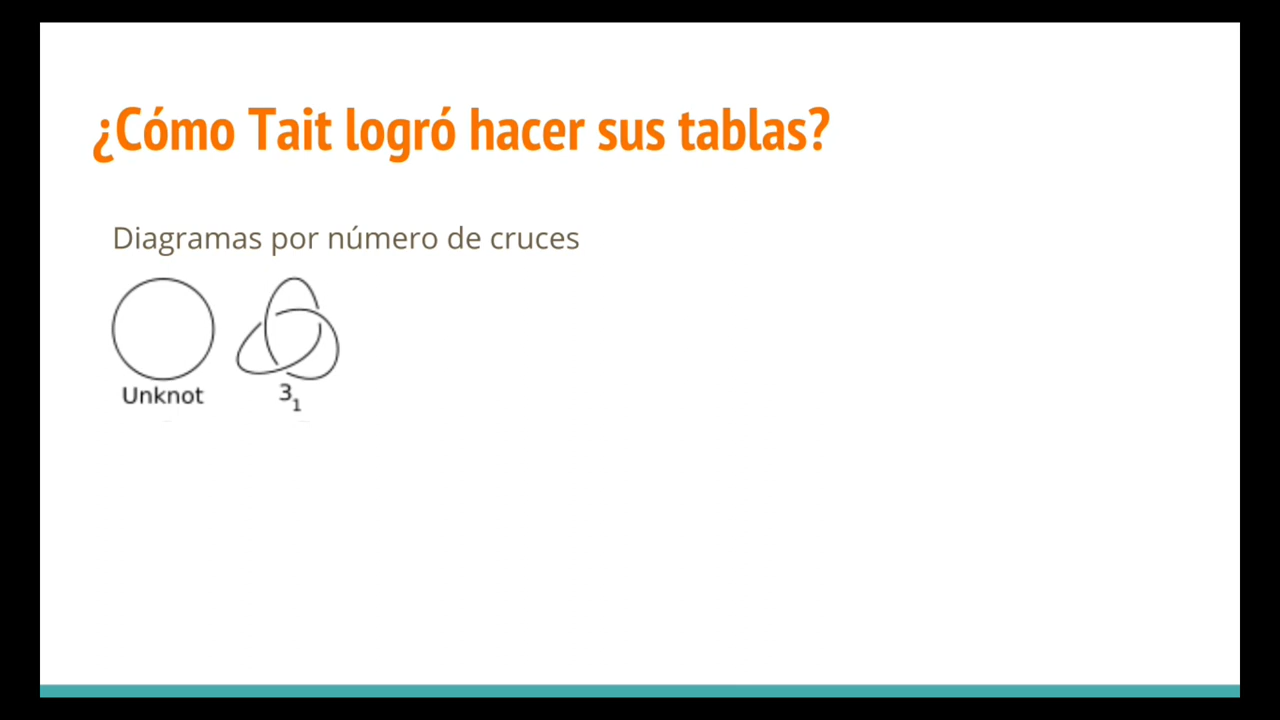 ¿Cómo Tait logró hacer sus tablas?
Diagramas por número de cruces
Unknot
3₁